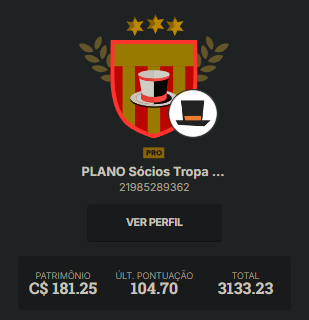 PRO
PLANO Sócios Tropa ...
21985289362
VER PERFIL
PATRIMÔNIO ÚLT. PONTUAÇÃO TOTAL
C$ 181.25 104.70 3133.23